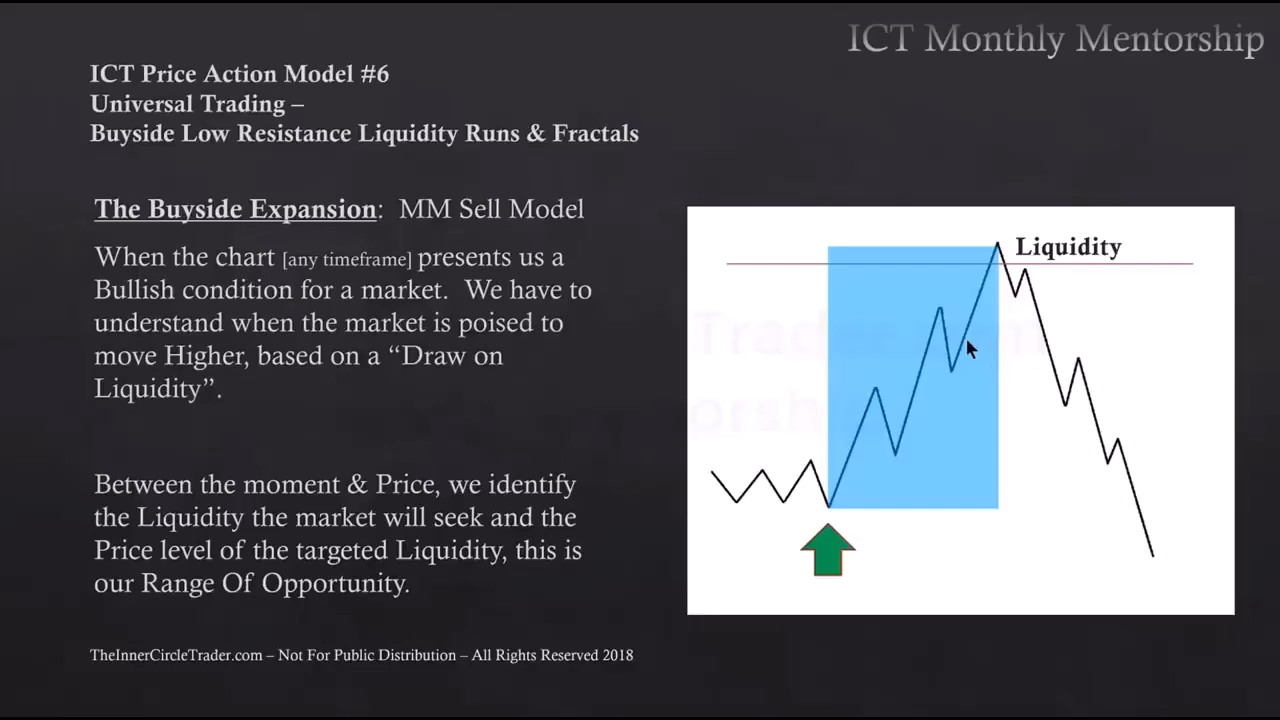 ICT Monthly Mentorship
ICT Price Action Model #6
Universal Trading –
Buyside Low Resistance Liquidity Runs & Fractals
The Buyside Expansion: MM Sell Model
When the chart [any timeframe] presents us a
Bullish condition for a market. We have to
understand when the market is poised to
move Higher, based on a “Draw on
Liquidity”.
Between the moment & Price, we identify
the Liquidity the market will seek and the
Price level of the targeted Liquidity, this is
our Range Of Opportunity.
Liquidity
TheInnerCircleTrader.com – Not For Public Distribution – All Rights Reserved 2018